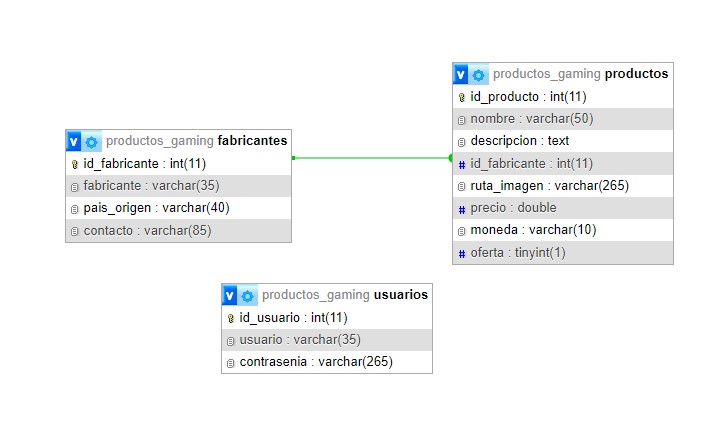 productos_gaming fabricantes
id_fabricante : int(11)
fabricante : varchar(35)
pais_origen : varchar(40)
contacto : varchar(85)
productos_gaming productos
id_producto : int(11)
nombre : varchar(50)
descripcion : text
id_fabricante : int(11)
ruta_imagen : varchar(265)
precio : double
moneda : varchar(10)
oferta : tinyint(1)
productos_gaming usuarios
id_usuario : int(11)
usuario : varchar(35)
contrasenia : varchar(265)